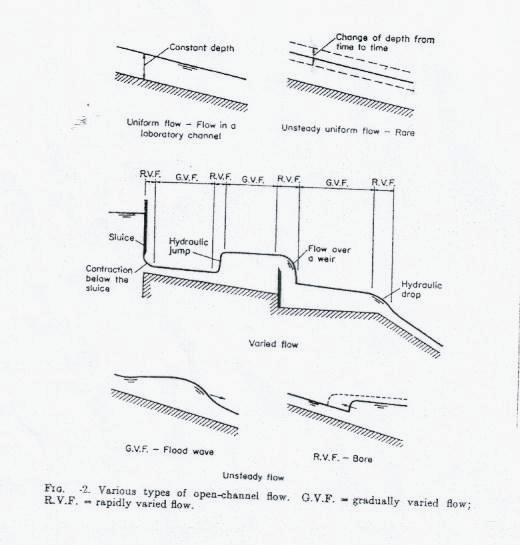 Constant depth
Change of depth from
time to time
Uniform flow – Flow in a
laboratory channel
Unsteady uniform flow – Rare
R.V.F. G.V.F. R.V.F. G.V.F. R.V.F. G.V.F. R.V.F.
Sluice
Hydraulic
jump
Flow over
a weir
Contraction
below the
sluice
Hydraulic
drop
Varied flow
G.V.F. – Flood wave
R.V.F. – Bore
Unsteady flow
FIG. -2. Various types of open-channel flow. G.V.F. = gradually varied flow;
R.V.F. = rapidly varied flow.